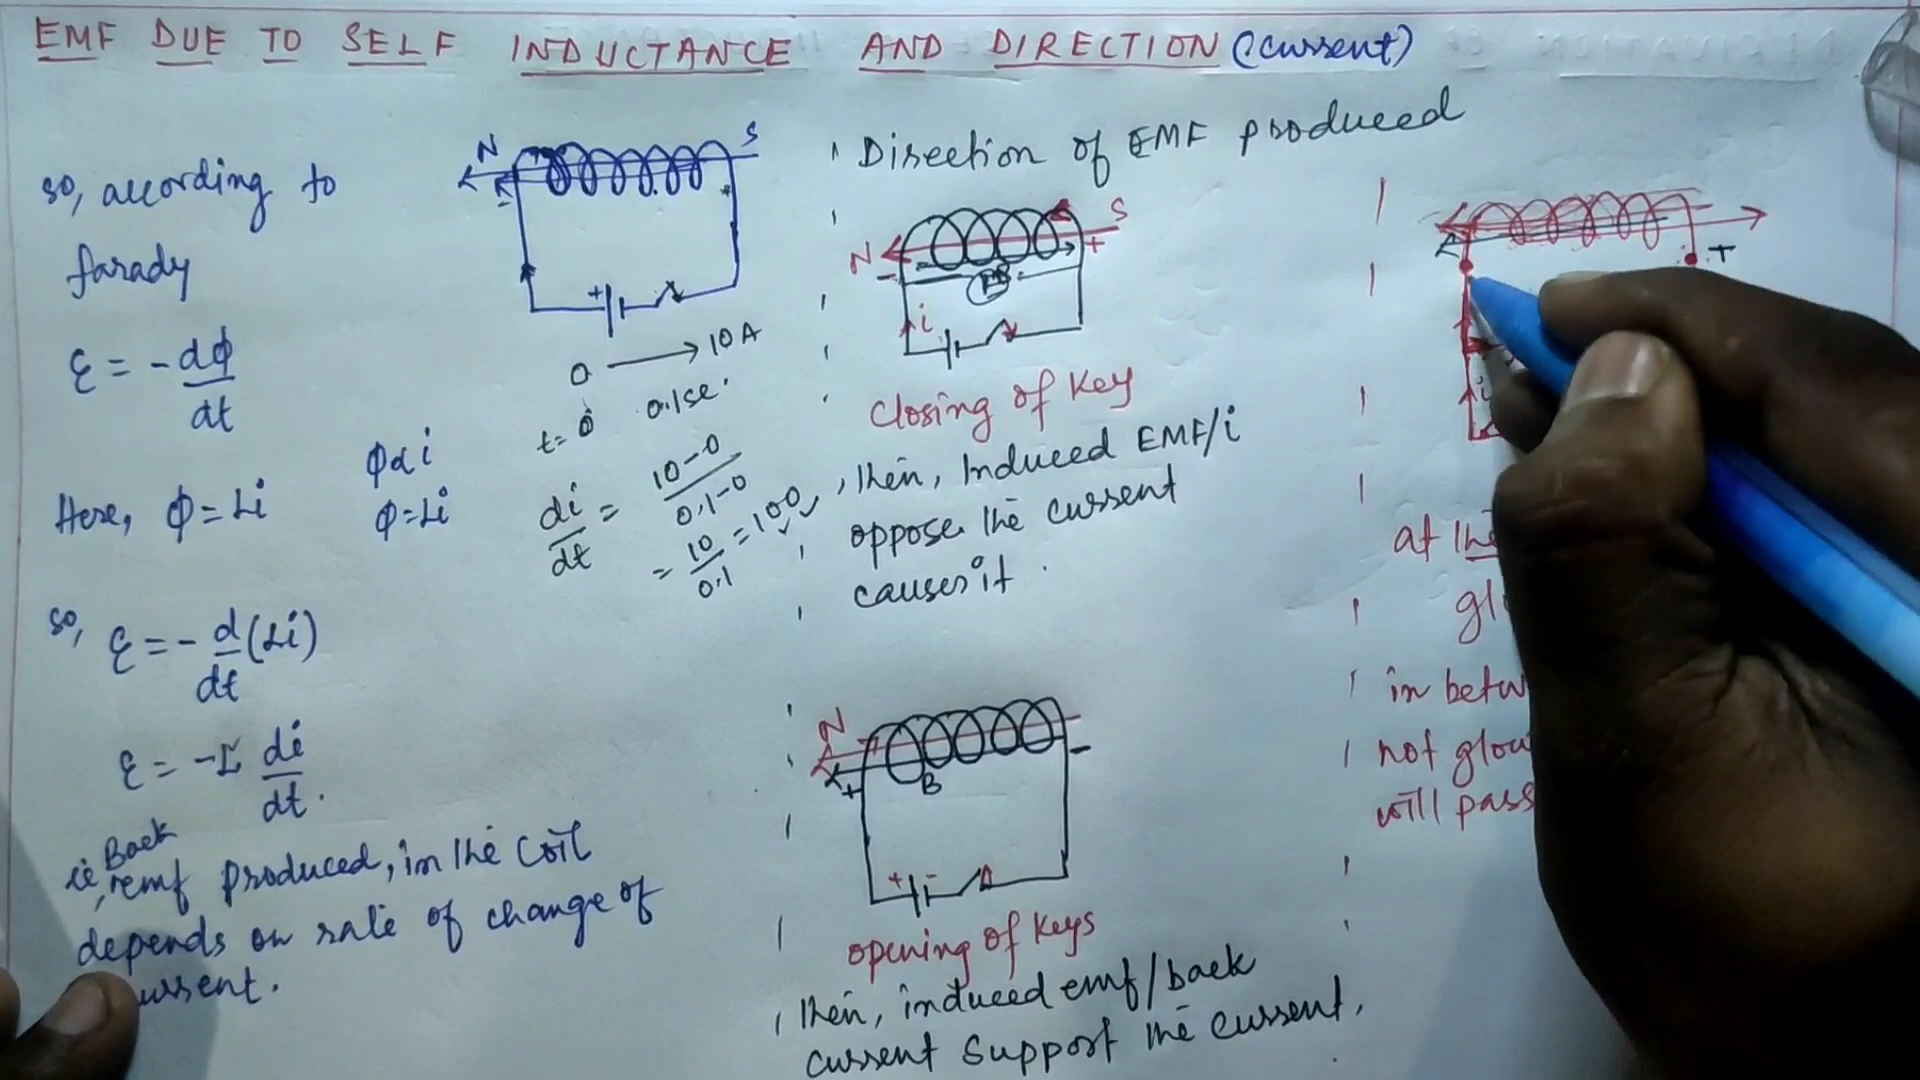 EMF DUE TO SELF INDUCTANCE AND DIRECTION (current)
so, according to
farady
ε = -dϕ/dt
Here, ϕ = Li
ϕ α i
ϕ = Li
so, ε = - d/dt (Li)
ε = -L di/dt .
ie, Back emf produced, in the coil
depends on rate of change of
current.
N S
+
0 → 10 A
t = 0 0.1se
di/dt = 10-0/0.1-0
= 10/0.1 = 100
Direction of EMF produced
N S
- +
i
Closing of Key
then, Induced EMF/i
oppose the current
causes it .
N
+ -
B
+ -
opening of keys
then, induced emf/back
current support the current.
+
i
at the
in betw
not glow
will pass